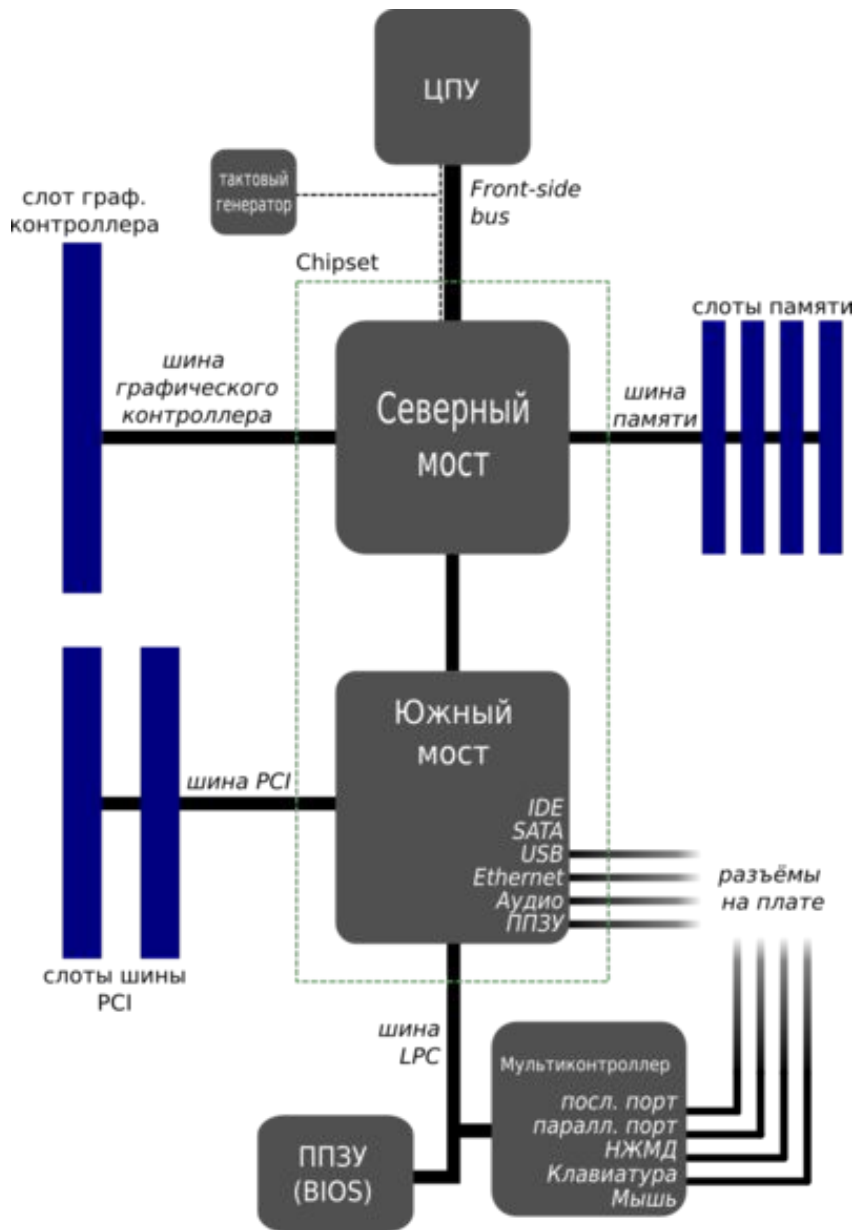 ЦПУ
тактовый
генератор
Front-side
bus
слот граф.
контроллера
Chipset
слоты памяти
шина
графического
контроллера
Северный
мост
шина
памяти
Южный
мост
шина PCI
IDE
SATA
USB
Ethernet
Аудио
ППЗУ
разъёмы
на плате
слоты шины
PCI
шина
LPC
Мультиконтроллер
посл. порт
паралл. порт
НЖМД
Клавиатура
Мышь
ППЗУ
(BIOS)